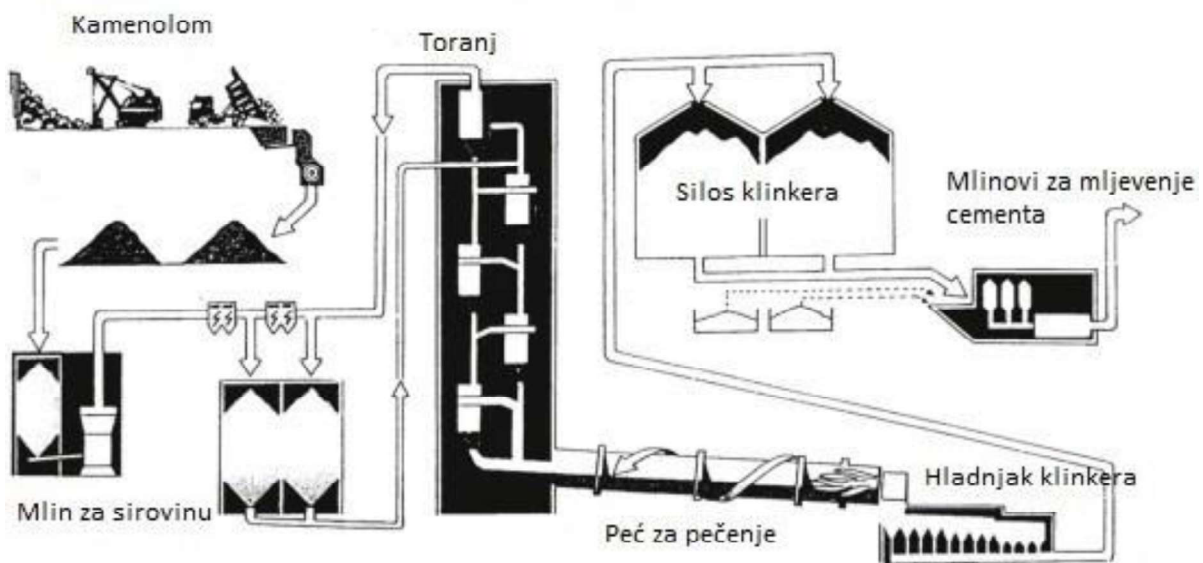 Kamenolom
Toranj
Silos klinkera
Mlinovi za mljevenje
cementa
Mlin za sirovinu
Peć za pečenje
Hladnjak klinkera